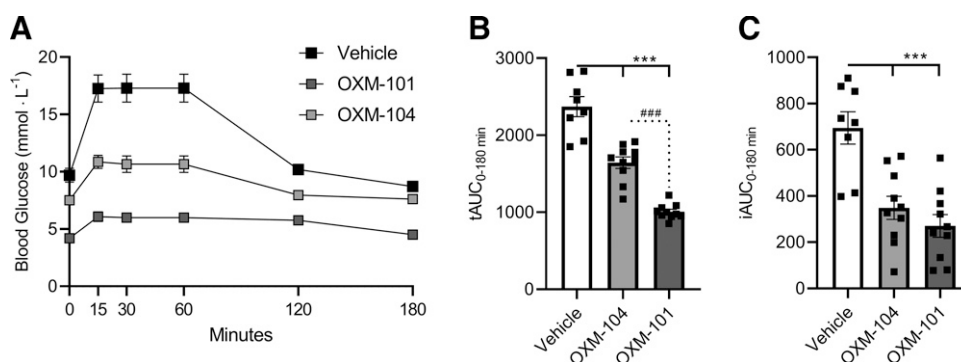 A
Blood Glucose (mmol · L⁻¹)
20
15
10
5
0
0 15 30 60 120 180
Minutes
Vehicle
OXM-101
OXM-104
B
tAUC0-180 min
3000
2000
1000
0
***
###
Vehicle
OXM-104
OXM-101
C
iAUC0-180 min
1000
800
600
400
200
0
***
Vehicle
OXM-104
OXM-101